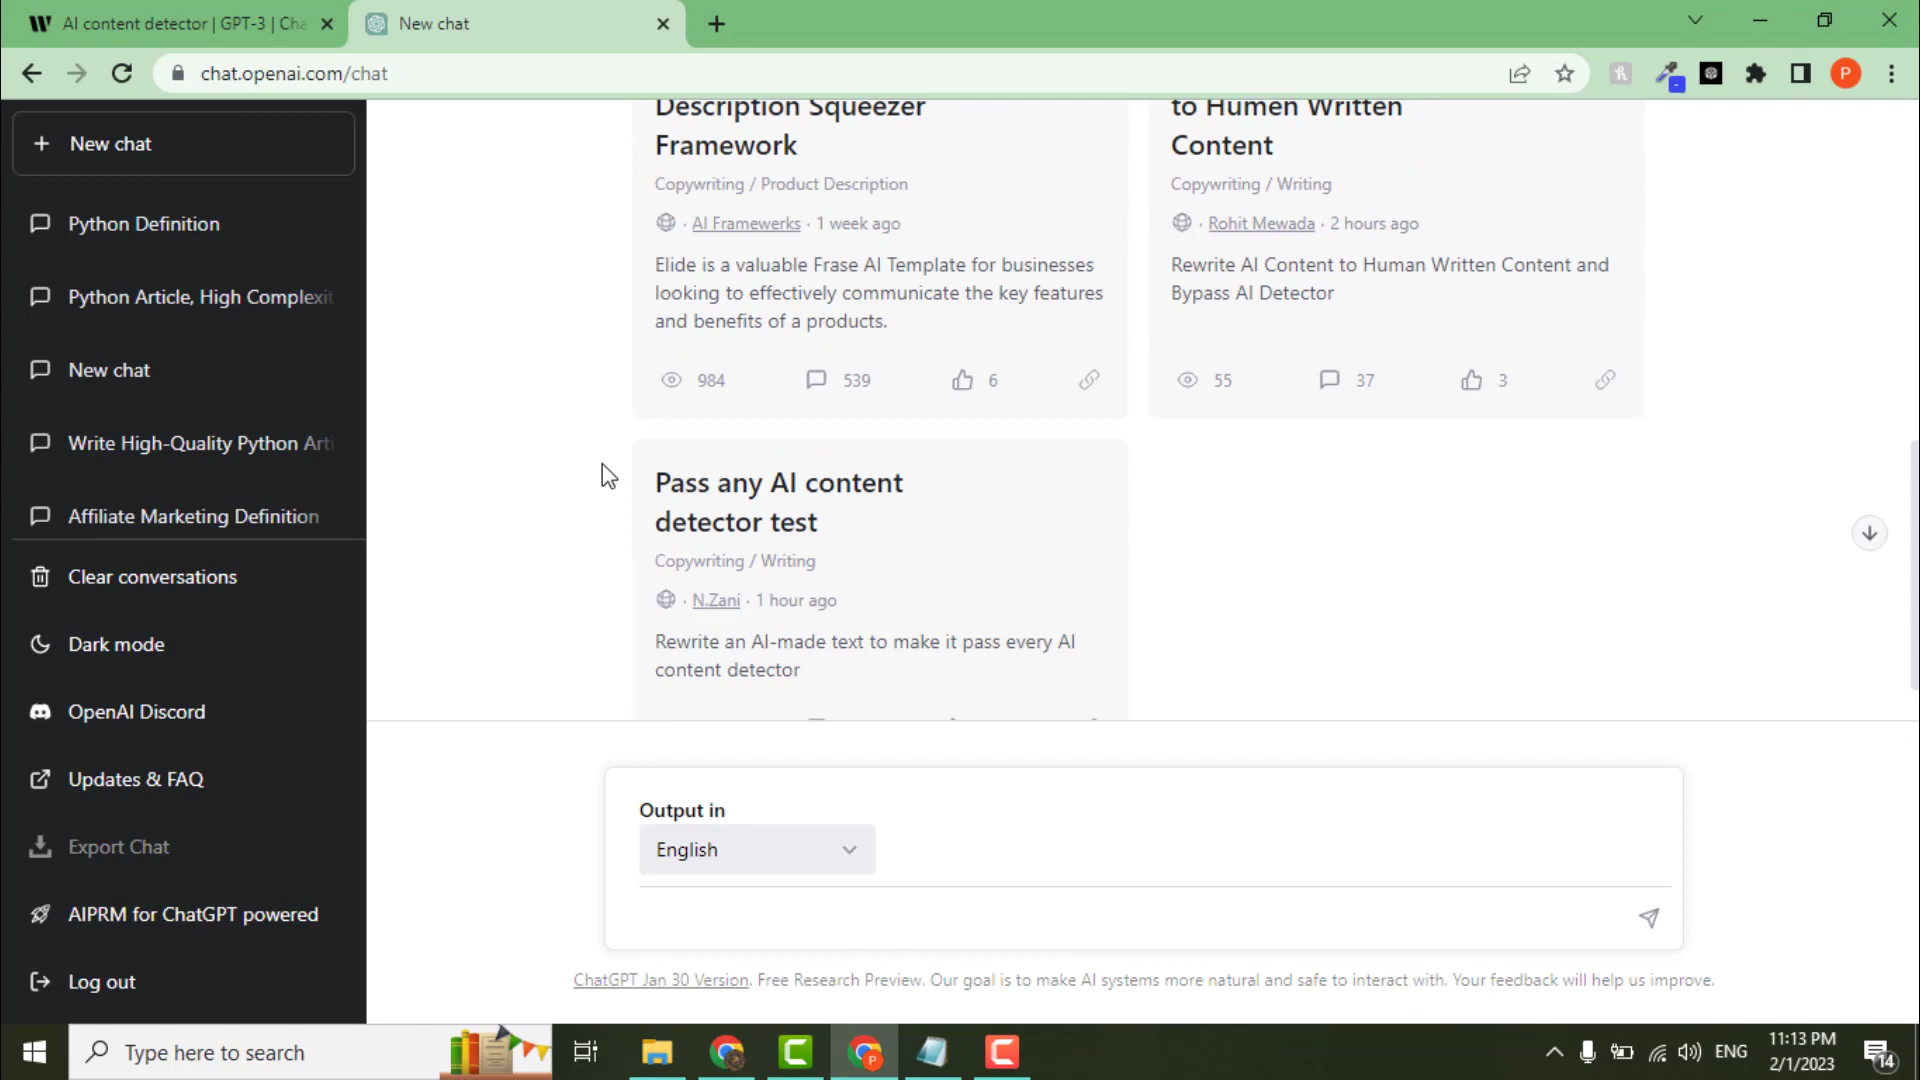 AI content detector | GPT-3 | Cha
New chat
chat.openai.com/chat
P
New chat
Python Definition
Python Article, High Complexit
New chat
Write High-Quality Python Arti
Affiliate Marketing Definition
Clear conversations
Dark mode
OpenAI Discord
Updates & FAQ
Export Chat
AIPRM for ChatGPT powered
Log out
Description Squeezer
Framework
Copywriting / Product Description
· AI Framewerks · 1 week ago
Elide is a valuable Frase AI Template for businesses
looking to effectively communicate the key features
and benefits of a products.
984 539 6
to Human Written
Content
Copywriting / Writing
· Rohit Mewada · 2 hours ago
Rewrite AI Content to Human Written Content and
Bypass AI Detector
55 37 3
Pass any AI content
detector test
Copywriting / Writing
· N.Zani · 1 hour ago
Rewrite an AI-made text to make it pass every AI
content detector
Output in
English
ChatGPT Jan 30 Version. Free Research Preview. Our goal is to make AI systems more natural and safe to interact with. Your feedback will help us improve.
Type here to search
P
ENG
11:13 PM
2/1/2023
14